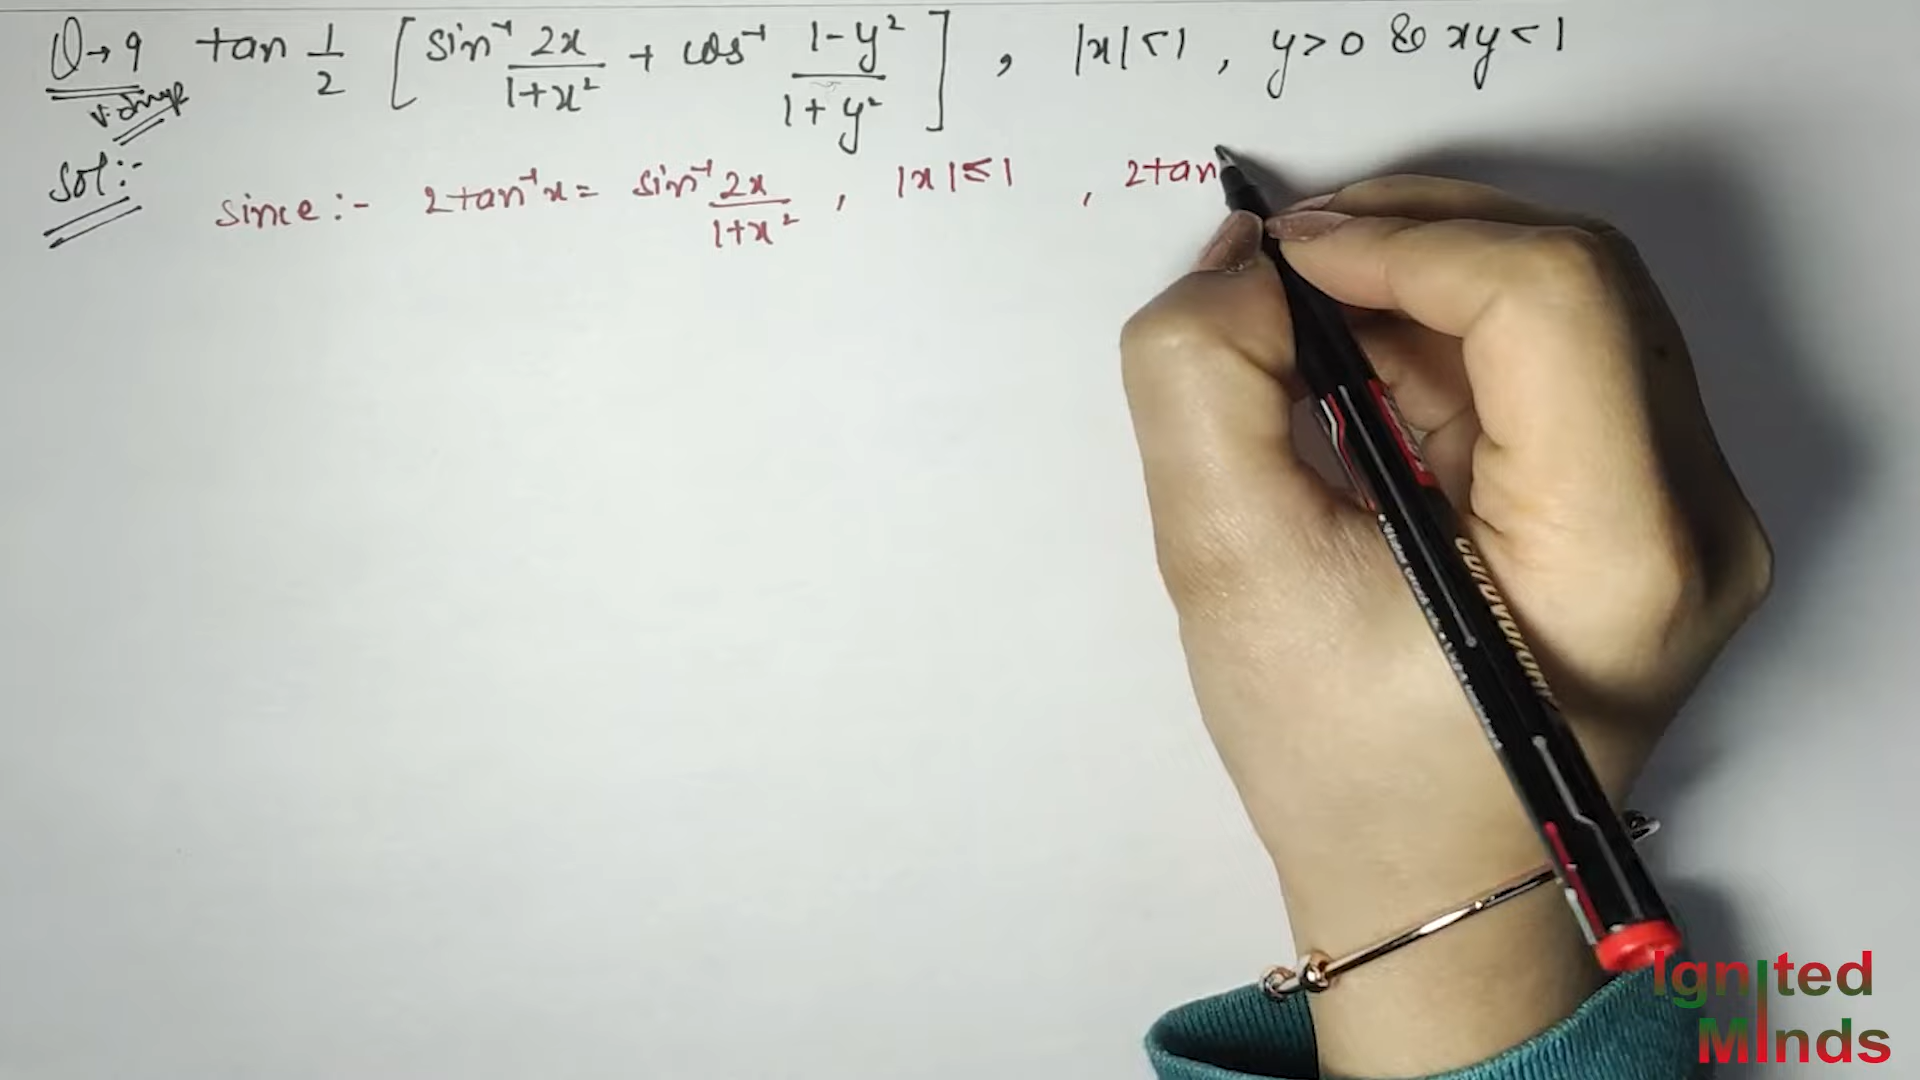 Q→9 tan 1/2 [sin⁻¹ 2x/1+x² + cos⁻¹ 1-y²/1+y²], |x|<1, y>0 & xy<1
v.Imp
Sol:-
Since:- 2tan⁻¹x = sin⁻¹ 2x/1+x², |x|≤1, 2tan
Ignited
Minds